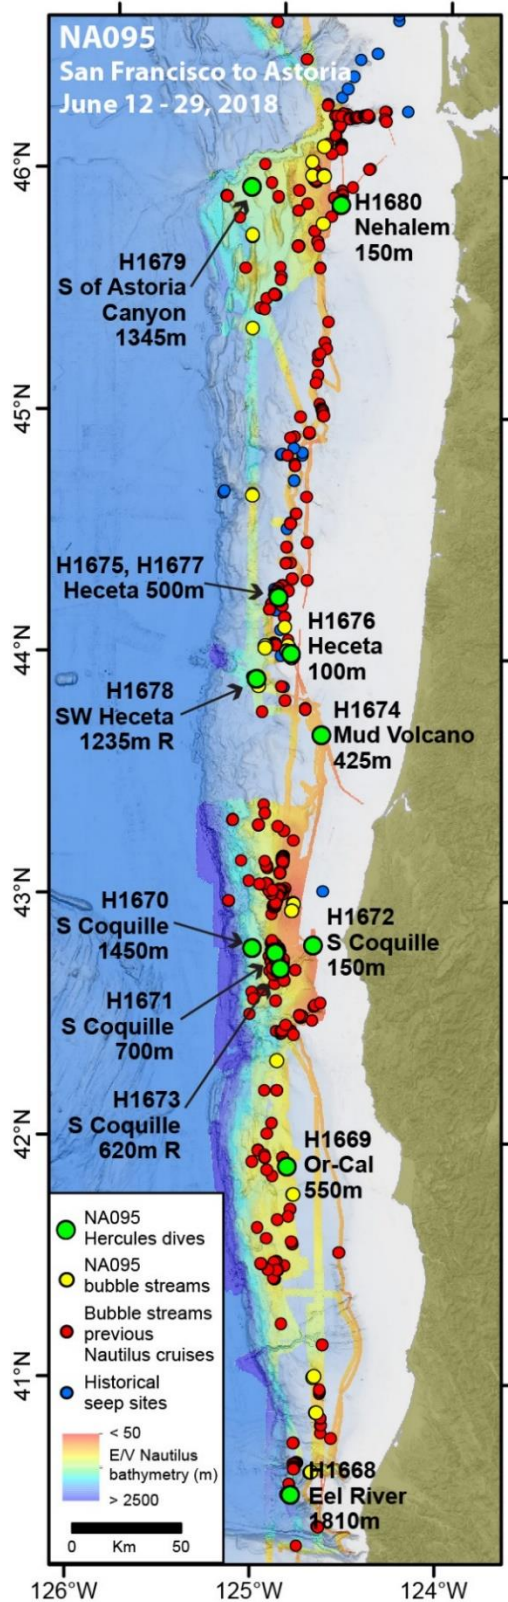 NA095
San Francisco to Astoria
June 12 - 29, 2018
46°N
H1680
Nehalem
150m
H1679
S of Astoria
Canyon
1345m
45°N
H1675, H1677
Heceta 500m
44°N
H1676
Heceta
100m
H1678
SW Heceta
1235m R
H1674
Mud Volcano
425m
43°N
H1670
S Coquille
1450m
H1672
S Coquille
150m
H1671
S Coquille
700m
H1673
S Coquille
620m R
42°N
H1669
Or-Cal
550m
NA095
Hercules dives
NA095
bubble streams
Bubble streams
previous
Nautilus cruises
Historical
seep sites
41°N
< 50
E/V Nautilus
bathymetry (m)
> 2500
0 50
Km
H1668
Eel River
1810m
126°W 125°W 124°W